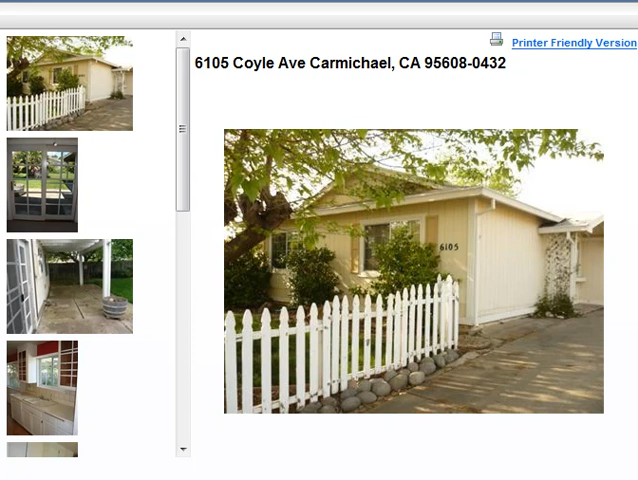 Printer Friendly Version
6105 Coyle Ave Carmichael, CA 95608-0432
6105